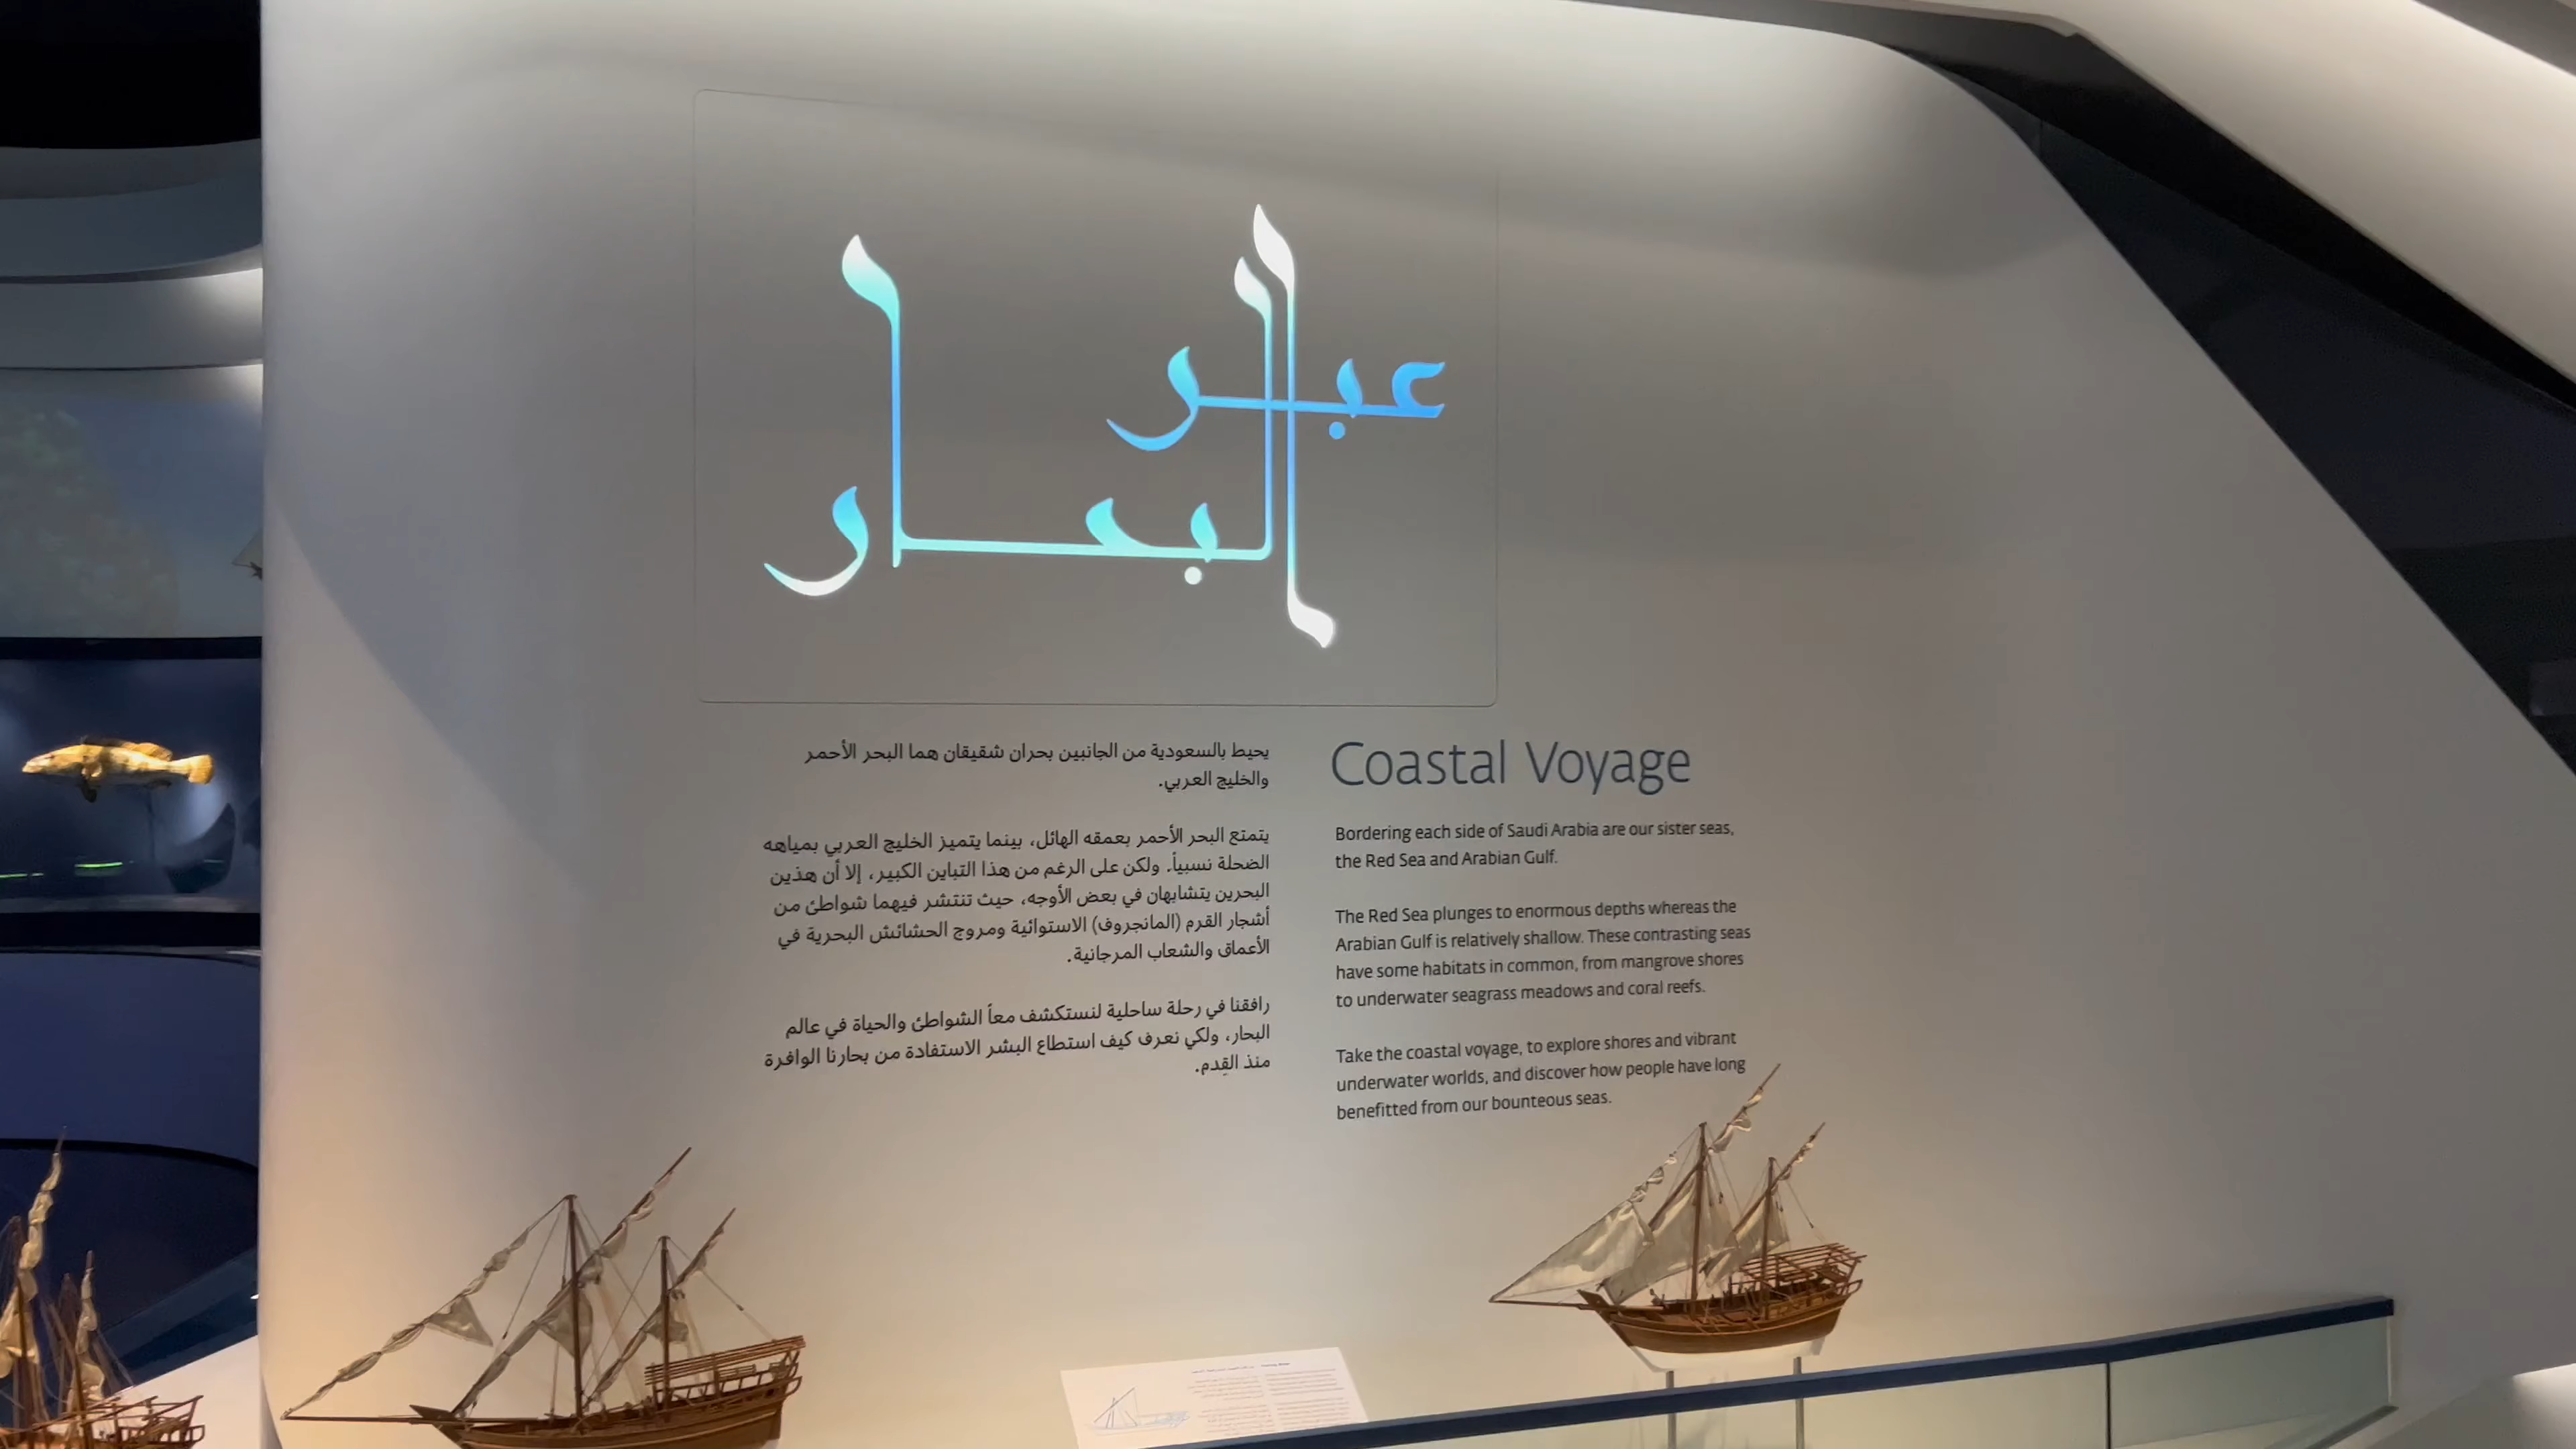 عبر
البحار
يحيط بالسعودية من الجانبين بحران شقيقان هما البحر الأحمر
والخليج العربي.
يتمتع البحر الأحمر بعمقه الهائل، بينما يتميز الخليج العربي بمياهه
الضحلة نسبياً. ولكن على الرغم من هذا التباين الكبير، إلا أن هذين
البحرين يتشابهان في بعض الأوجه، حيث تنتشر فيهما شواطئ من
أشجار القرم (المانجروف) الاستوائية ومروج الحشائش البحرية في
الأعماق والشعاب المرجانية.
رافقنا في رحلة ساحلية لنستكشف معاً الشواطئ والحياة في عالم
البحار، ولكي نعرف كيف استطاع البشر الاستفادة من بحارنا الوافرة
منذ القِدم.
Coastal Voyage
Bordering each side of Saudi Arabia are our sister seas,
the Red Sea and Arabian Gulf.
The Red Sea plunges to enormous depths whereas the
Arabian Gulf is relatively shallow. These contrasting seas
have some habitats in common, from mangrove shores
to underwater seagrass meadows and coral reefs.
Take the coastal voyage, to explore shores and vibrant
underwater worlds, and discover how people have long
benefitted from our bounteous seas.